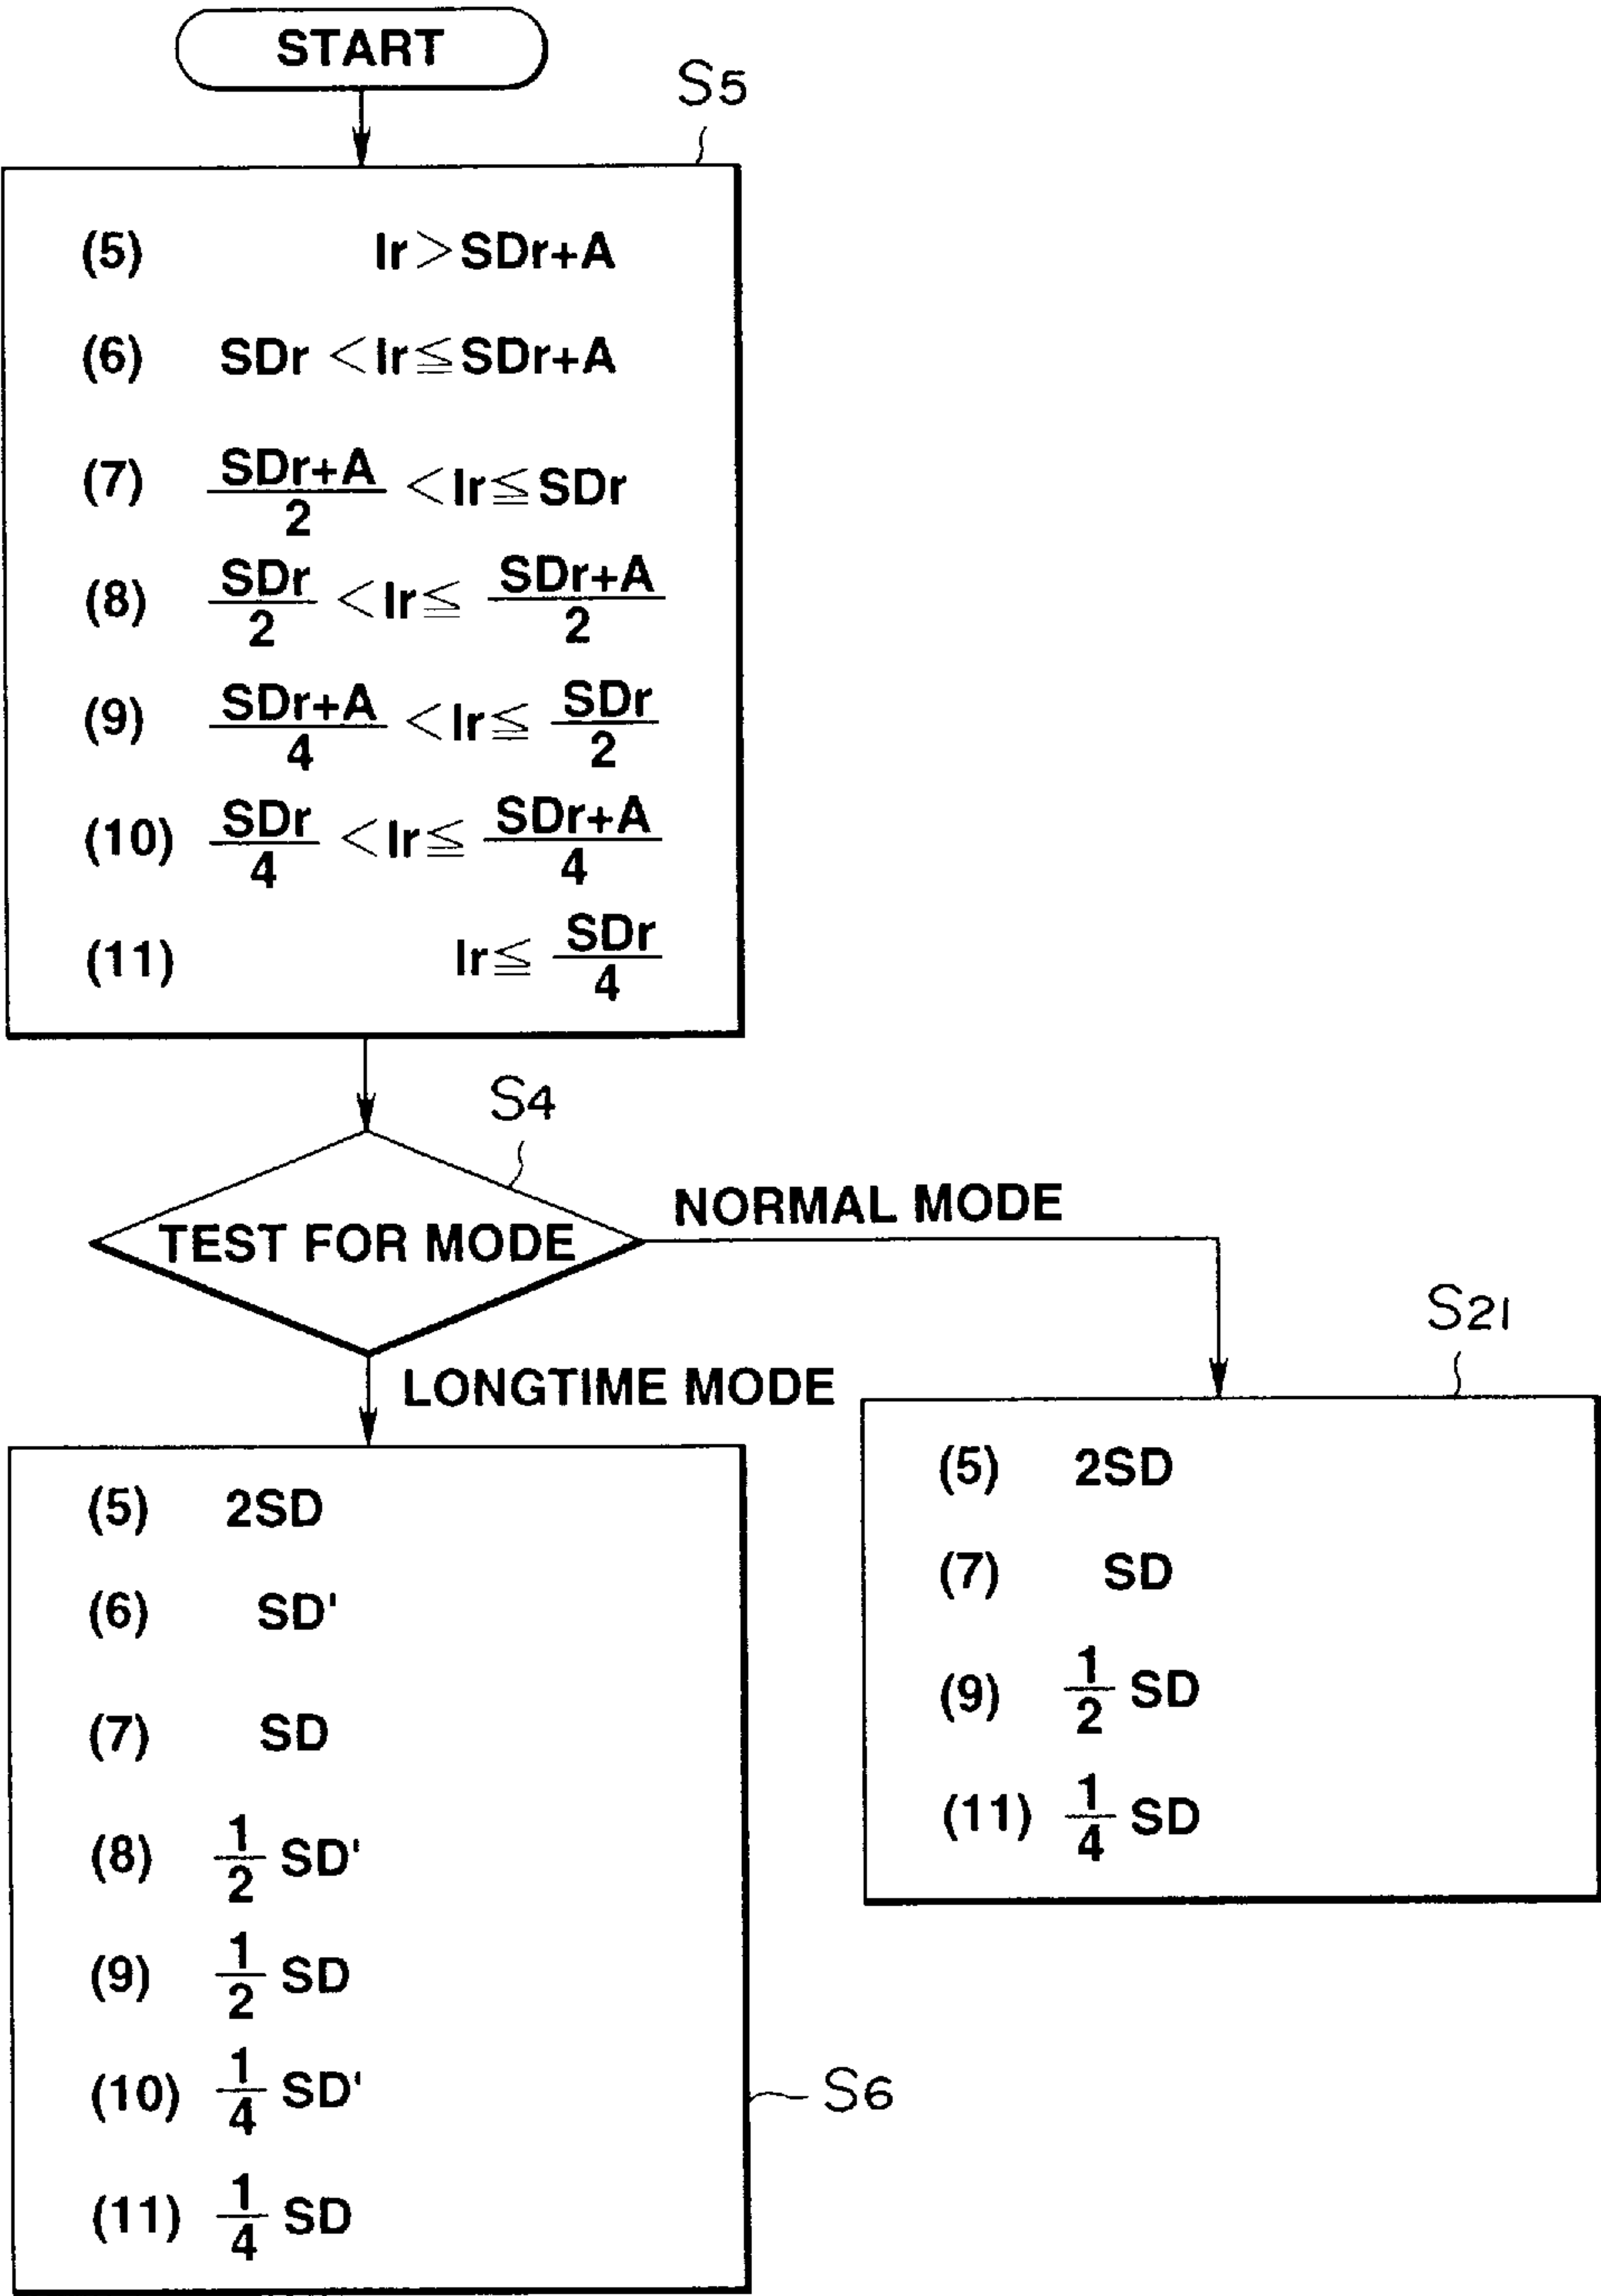 START
S5
(5) Ir>SDr+A
(6) SDr <Ir≦SDr+A
(7) SDr+A/2 <Ir≦SDr
(8) SDr/2 <Ir≦ SDr+A/2
(9) SDr+A/4 <Ir≦ SDr/2
(10) SDr/4 <Ir≦ SDr+A/4
(11) Ir≦ SDr/4
S4
TEST FOR MODE
NORMAL MODE
LONGTIME MODE
S21
(5) 2SD
(7) SD
(9) 1/2 SD
(11) 1/4 SD
(5) 2SD
(6) SD'
(7) SD
(8) 1/2 SD'
(9) 1/2 SD
(10) 1/4 SD'
(11) 1/4 SD
S6